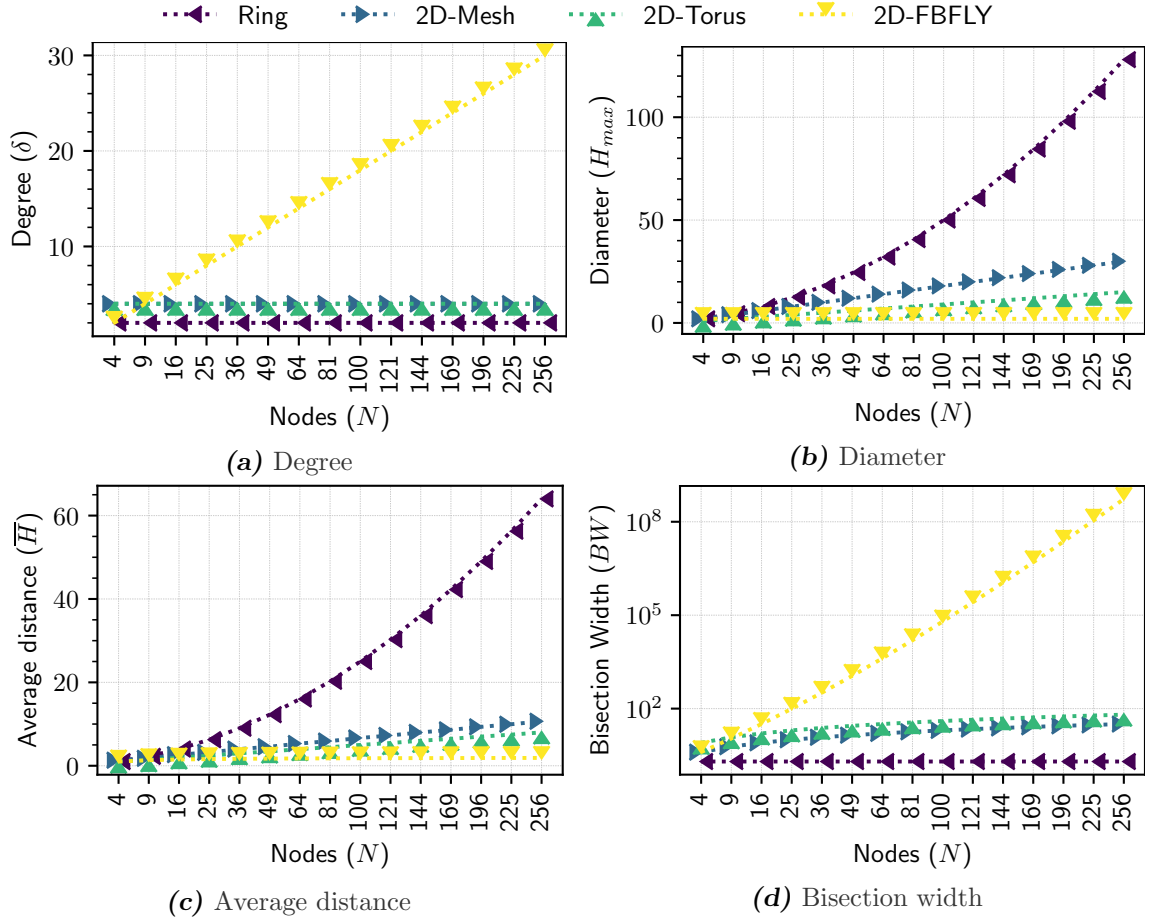 Ring 2D-Mesh 2D-Torus 2D-FBFLY
30
20
10
Degree (δ)
4 9 16 25 36 49 64 81 100 121 144 169 196 225 256
Nodes (N)
(a) Degree
100
50
0
Diameter (H_{max})
4 9 16 25 36 49 64 81 100 121 144 169 196 225 256
Nodes (N)
(b) Diameter
60
40
20
0
Average distance (H̅)
4 9 16 25 36 49 64 81 100 121 144 169 196 225 256
Nodes (N)
(c) Average distance
10^8
10^5
10^2
Bisection Width (BW)
4 9 16 25 36 49 64 81 100 121 144 169 196 225 256
Nodes (N)
(d) Bisection width